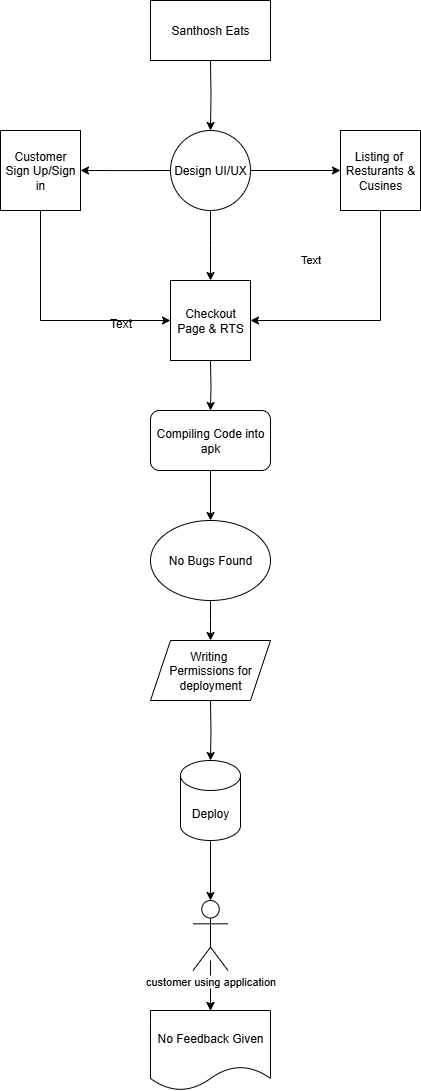 Santhosh Eats
Customer
Sign Up/Sign
in
Design UI/UX
Listing of
Resturants &
Cusines
Text
Text
Checkout
Page & RTS
Compiling Code into
apk
No Bugs Found
Writing
Permissions for
deployment
Deploy
customer using application
No Feedback Given